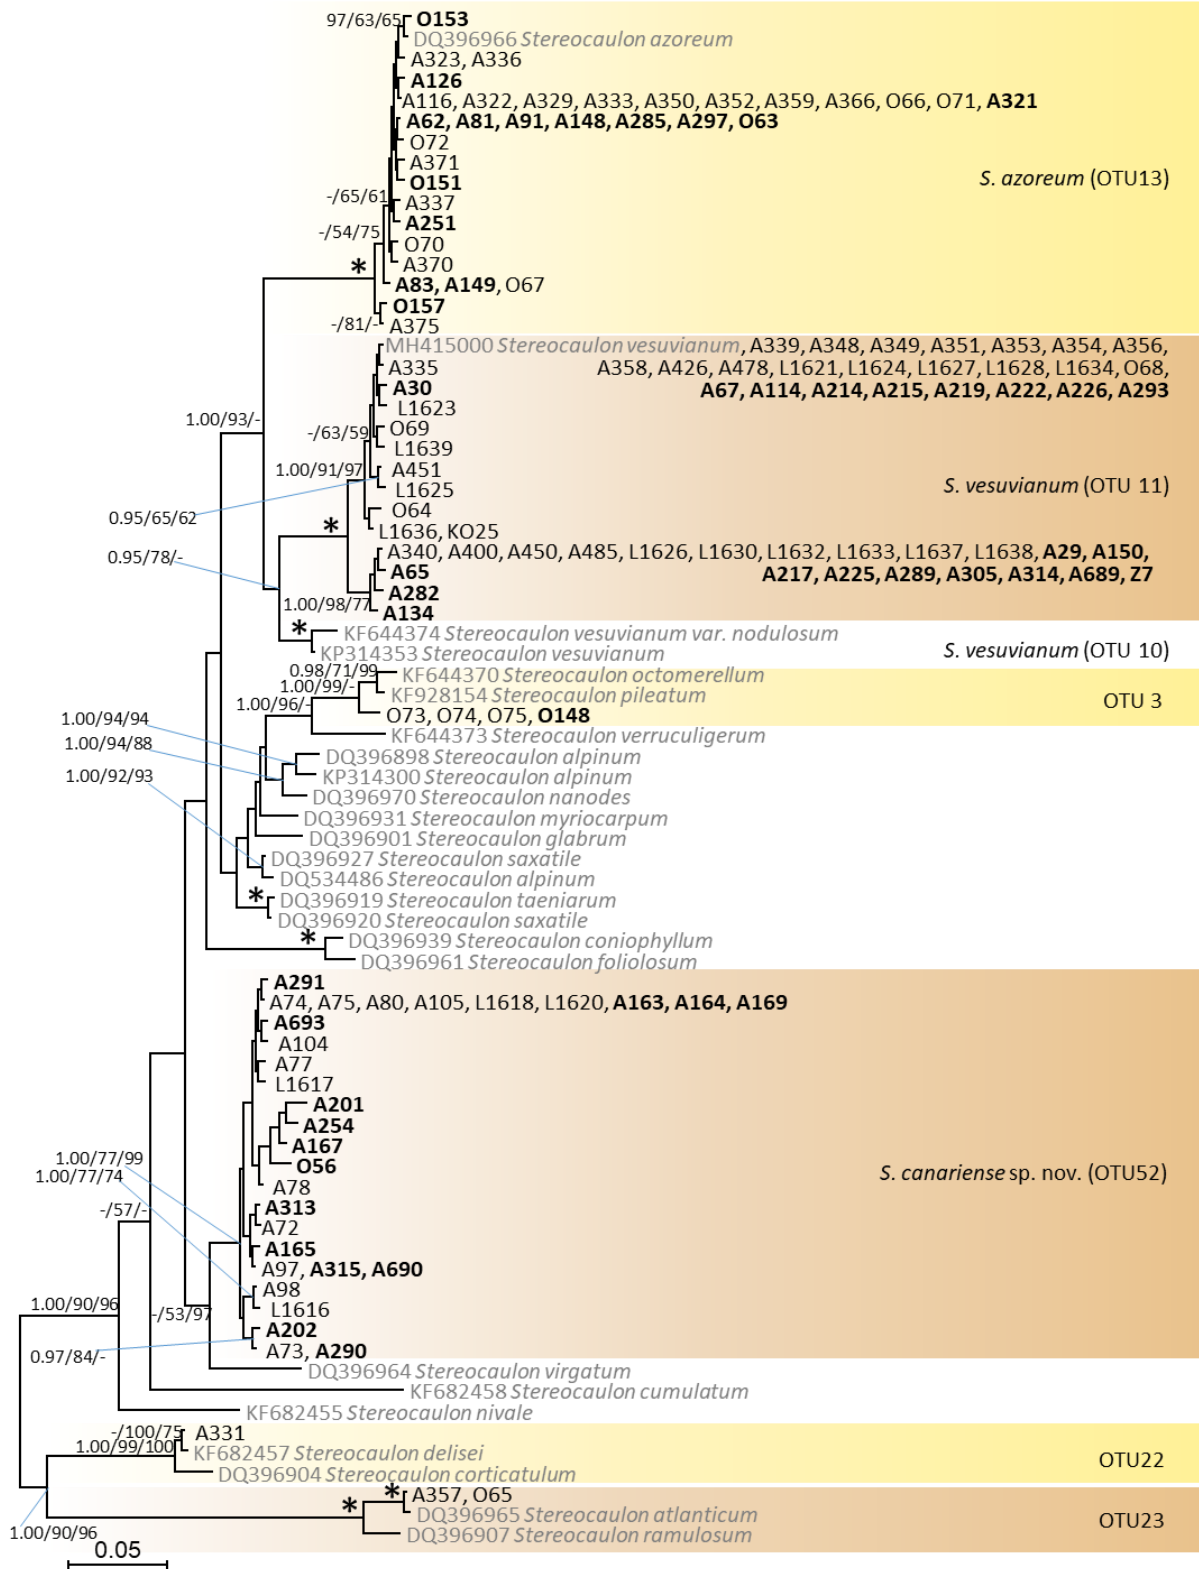 97/63/65 O153
DQ396966 Stereocaulon azoreum
A323, A336
A126
A116, A322, A329, A333, A350, A352, A359, A366, O66, O71, A321
A62, A81, A91, A148, A285, A297, O63
O72
A371
S. azoreum (OTU13)
O151
-/65/61
A337
A251
-/54/75
O70
A370
*
A83, A149, O67
O157
-/81/- A375
MH415000 Stereocaulon vesuvianum, A339, A348, A349, A351, A353, A354, A356,
A335 A358, A426, A478, L1621, L1624, L1627, L1628, L1634, O68,
A30 A67, A114, A214, A215, A219, A222, A226, A293
L1623
1.00/93/-
O69
-/63/59
L1639
1.00/91/97 A451
L1625
S. vesuvianum (OTU 11)
O64
0.95/65/62
*
L1636, KO25
A340, A400, A450, A485, L1626, L1630, L1632, L1633, L1637, L1638, A29, A150,
0.95/78/-
A65 A217, A225, A289, A305, A314, A689, Z7
A282
1.00/98/77
A134
*
KF644374 Stereocaulon vesuvianum var. nodulosum
KP314353 Stereocaulon vesuvianum
S. vesuvianum (OTU 10)
0.98/71/99 KF644370 Stereocaulon octomerellum
1.00/99/-
KF928154 Stereocaulon pileatum
OTU 3
1.00/96/-
O73, O74, O75, O148
1.00/94/94
KF644373 Stereocaulon verruculigerum
1.00/94/88
DQ396898 Stereocaulon alpinum
1.00/92/93 KP314300 Stereocaulon alpinum
DQ396970 Stereocaulon nanodes
DQ396931 Stereocaulon myriocarpum
DQ396901 Stereocaulon glabrum
DQ396927 Stereocaulon saxatile
DQ534486 Stereocaulon alpinum
*
DQ396919 Stereocaulon taeniarum
DQ396920 Stereocaulon saxatile
*
DQ396939 Stereocaulon coniophyllum
DQ396961 Stereocaulon foliolosum
A291
A74, A75, A80, A105, L1618, L1620, A163, A164, A169
A693
A104
A77
L1617
A201
A254
A167
1.00/77/99
O56
1.00/77/74
S. canariense sp. nov. (OTU52)
A78
-/57/-
A313
A72
A165
A97, A315, A690
A98
1.00/90/96
L1616
-/53/97
A202
0.97/84/-
A73, A290
DQ396964 Stereocaulon virgatum
KF682458 Stereocaulon cumulatum
KF682455 Stereocaulon nivale
-/100/75 A331
1.00/99/100
KF682457 Stereocaulon delisei
OTU22
DQ396904 Stereocaulon corticatulum
*
A357, O65
*
DQ396965 Stereocaulon atlanticum
OTU23
1.00/90/96
DQ396907 Stereocaulon ramulosum
0.05